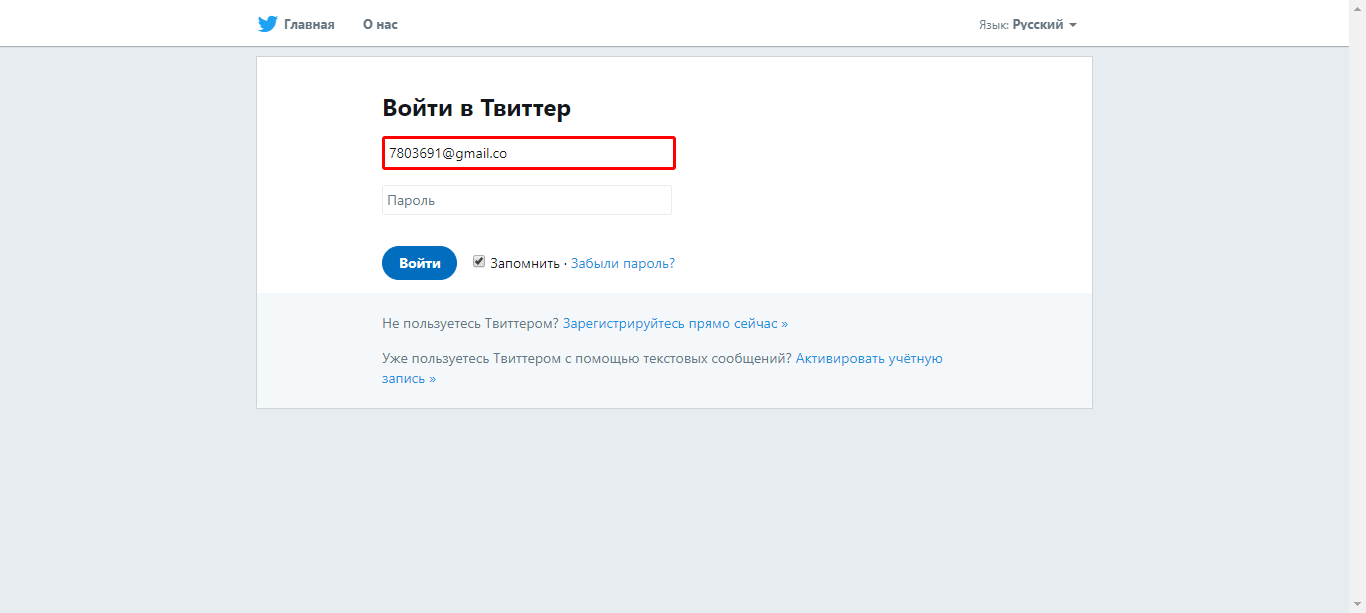 Главная О нас Язык: Русский
Войти в Твиттер
7803691@gmail.co
Пароль
Войти Запомнить · Забыли пароль?
Не пользуетесь Твиттером? Зарегистрируйтесь прямо сейчас »
Уже пользуетесь Твиттером с помощью текстовых сообщений? Активировать учётную
запись »